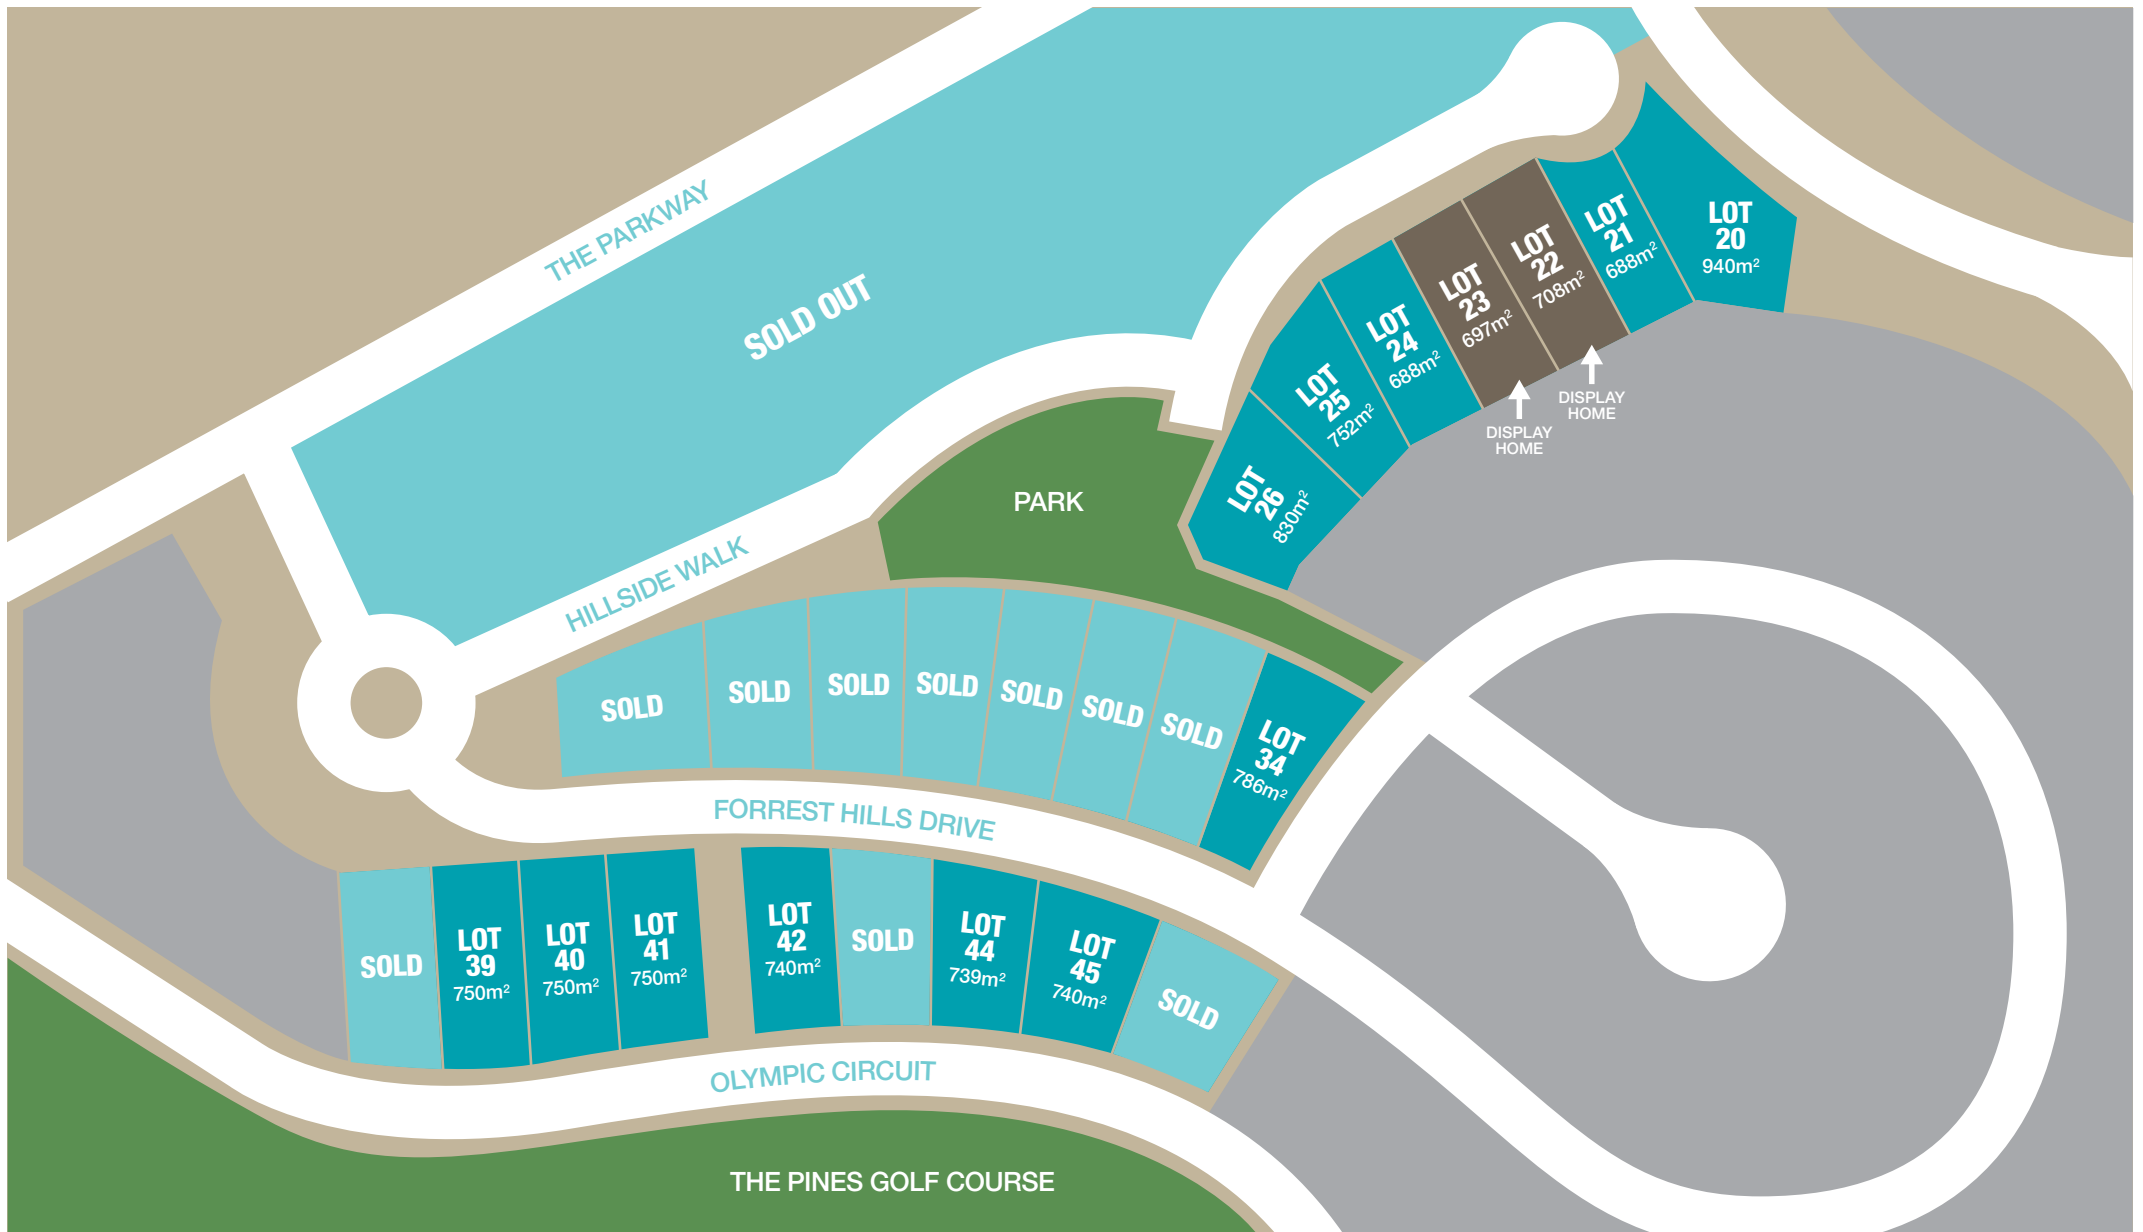 THE PARKWAY
SOLD OUT
HILLSIDE WALK
PARK
LOT
20
940m²
LOT
21
688m²
LOT
22
708m²
LOT
23
697m²
LOT
24
688m²
LOT
25
752m²
LOT
26
830m²
DISPLAY
HOME
DISPLAY
HOME
SOLD
SOLD
SOLD
SOLD
SOLD
SOLD
SOLD
LOT
34
786m²
FORREST HILLS DRIVE
SOLD
LOT
39
750m²
LOT
40
750m²
LOT
41
750m²
LOT
42
740m²
SOLD
LOT
44
739m²
LOT
45
740m²
SOLD
OLYMPIC CIRCUIT
THE PINES GOLF COURSE